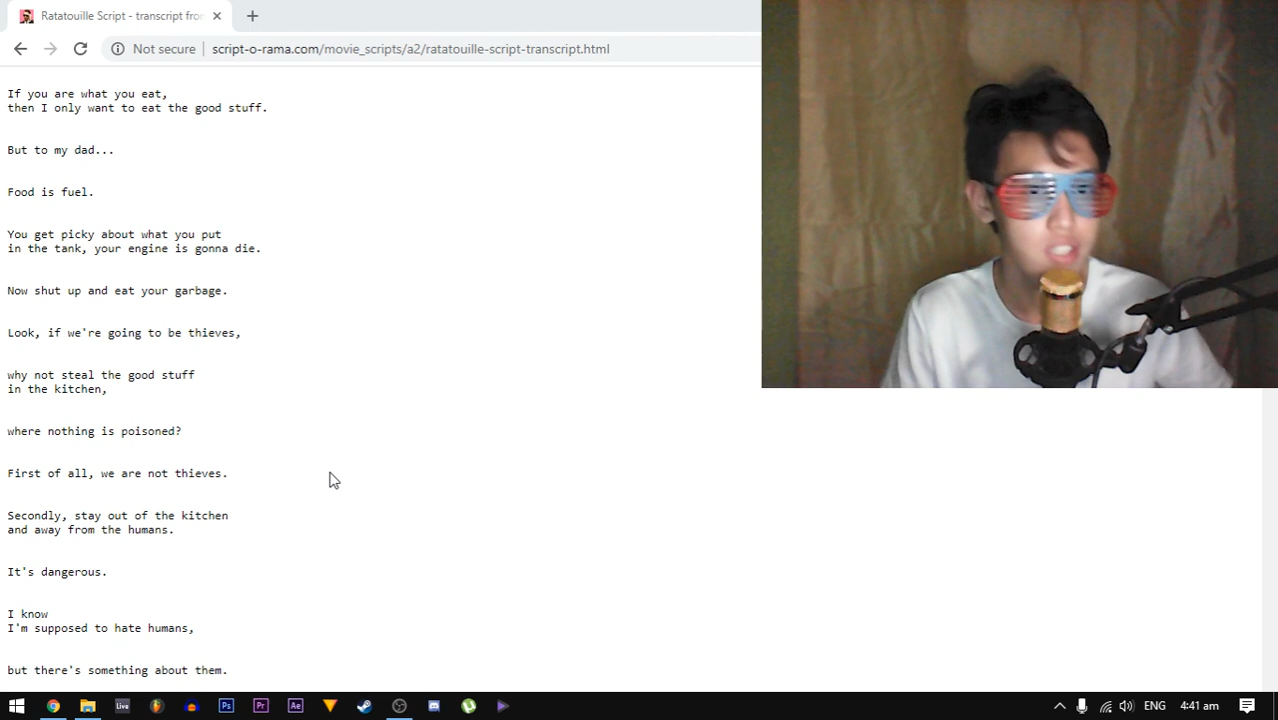 Ratatouille Script - transcript fro
Not secure
script-o-rama.com/movie_scripts/a2/ratatouille-script-transcript.html
If you are what you eat,
then I only want to eat the good stuff.
But to my dad...
Food is fuel.
You get picky about what you put
in the tank, your engine is gonna die.
Now shut up and eat your garbage.
Look, if we're going to be thieves,
why not steal the good stuff
in the kitchen,
where nothing is poisoned?
First of all, we are not thieves.
Secondly, stay out of the kitchen
and away from the humans.
It's dangerous.
I know
I'm supposed to hate humans,
but there's something about them.
Live Ps Pr Ae ENG 4:41 am